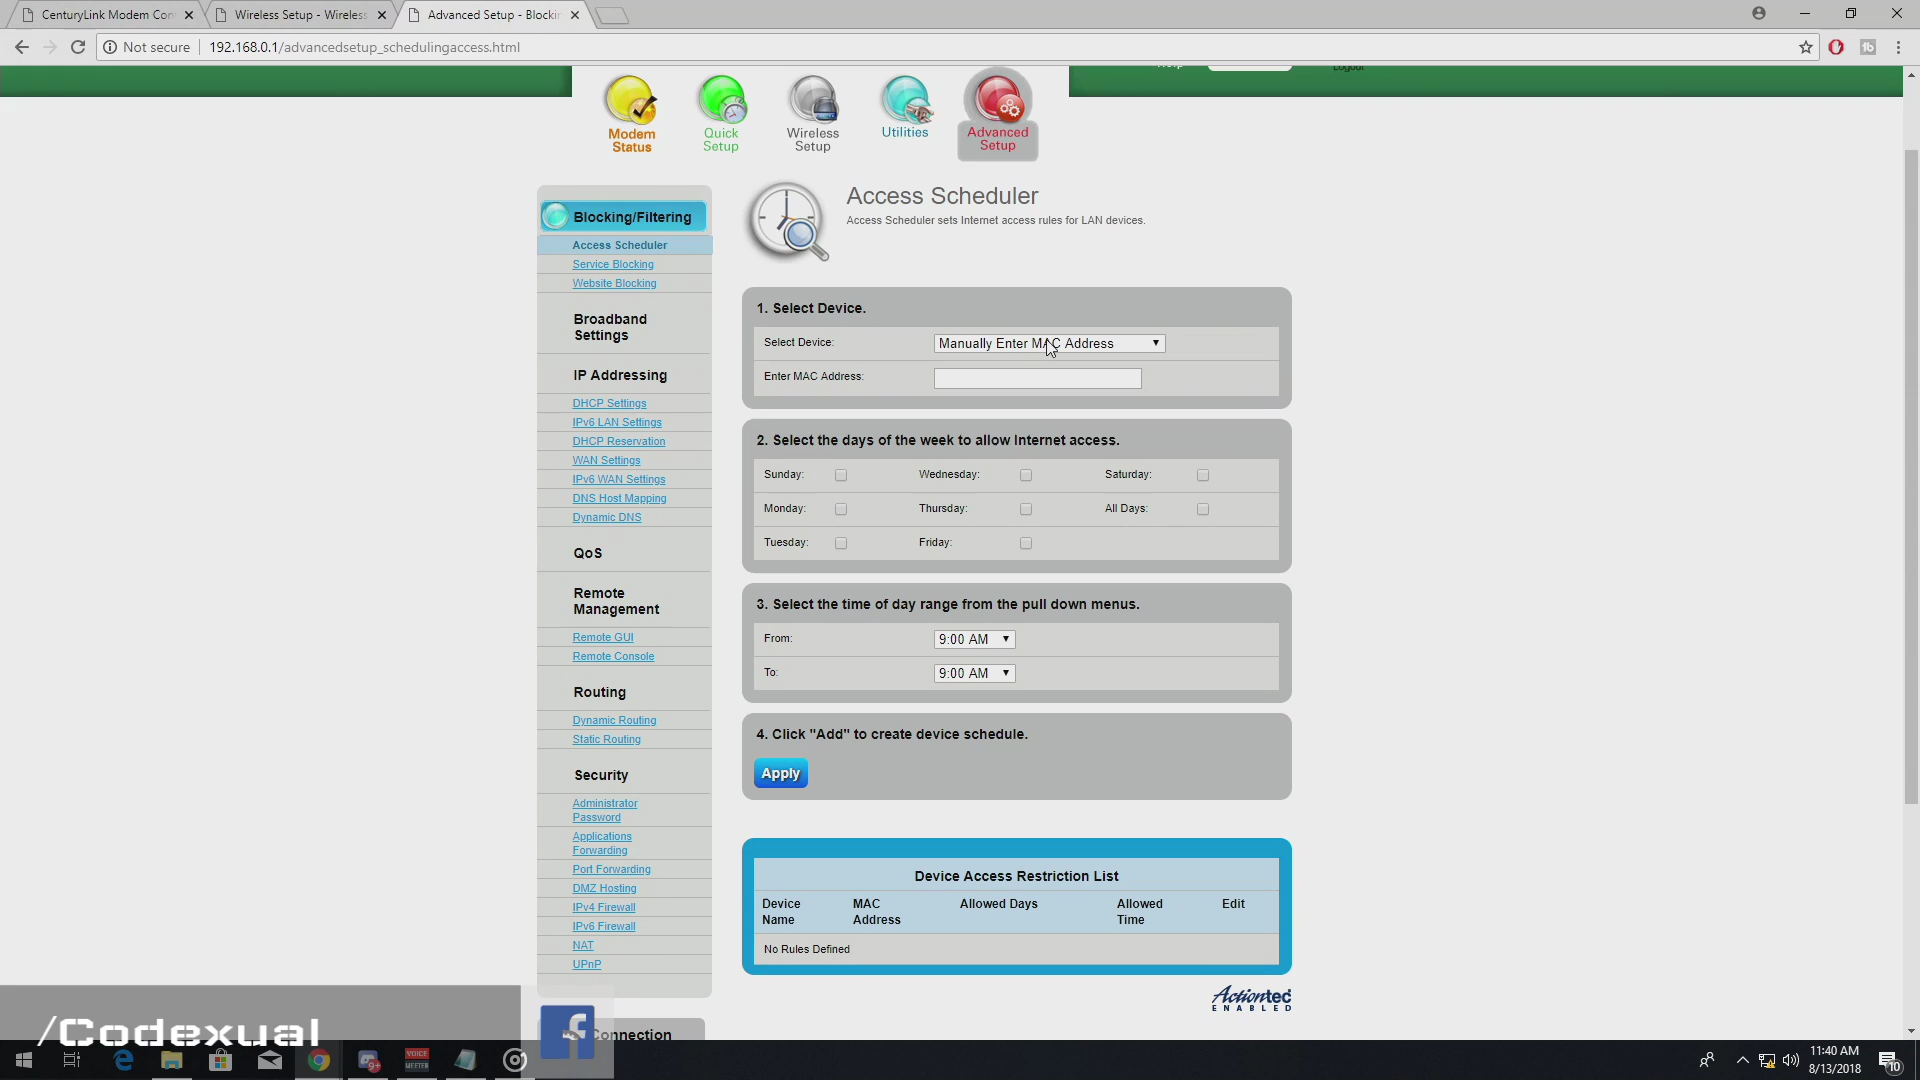 CenturyLink Modem Con
Wireless Setup - Wireless
Advanced Setup - Blockin
Not secure
192.168.0.1/advancedsetup_schedulingaccess.html
Help
Logout
Modem
Status
Quick
Setup
Wireless
Setup
Utilities
Advanced
Setup
Blocking/Filtering
Access Scheduler
Service Blocking
Website Blocking
Broadband
Settings
IP Addressing
DHCP Settings
IPv6 LAN Settings
DHCP Reservation
WAN Settings
IPv6 WAN Settings
DNS Host Mapping
Dynamic DNS
QoS
Remote
Management
Remote GUI
Remote Console
Routing
Dynamic Routing
Static Routing
Security
Administrator
Password
Applications
Forwarding
Port Forwarding
DMZ Hosting
IPv4 Firewall
IPv6 Firewall
NAT
UPnP
Connection
Access Scheduler
Access Scheduler sets Internet access rules for LAN devices.
1. Select Device.
Select Device: Manually Enter MAC Address
Enter MAC Address:
2. Select the days of the week to allow Internet access.
Sunday: Wednesday: Saturday:
Monday: Thursday: All Days:
Tuesday: Friday:
3. Select the time of day range from the pull down menus.
From: 9:00 AM
To: 9:00 AM
4. Click "Add" to create device schedule.
Apply
Device Access Restriction List
Device
Name
MAC
Address
Allowed Days
Allowed
Time
Edit
No Rules Defined
Actiontec
ENABLED
/Codexual
f
9+
VOICE
MEETER
11:40 AM
8/13/2018
10